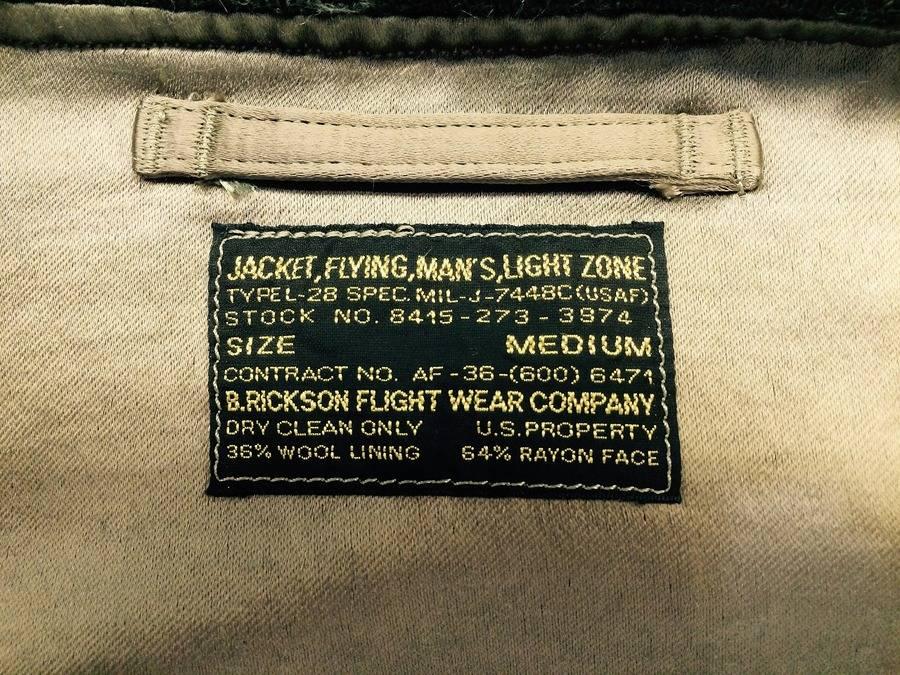 JACKET,FLYING,MAN'S,LIGHT ZONE
TYPEL-2B SPEC.MIL-J-7448C(USAF)
STOCK NO. 8415-273-3974
SIZE MEDIUM
CONTRACT NO. AF-36-(600) 6471
B.RICKSON FLIGHT WEAR COMPANY
DRY CLEAN ONLY U.S.PROPERTY
36% WOOL LINING 64% RAYON FACE